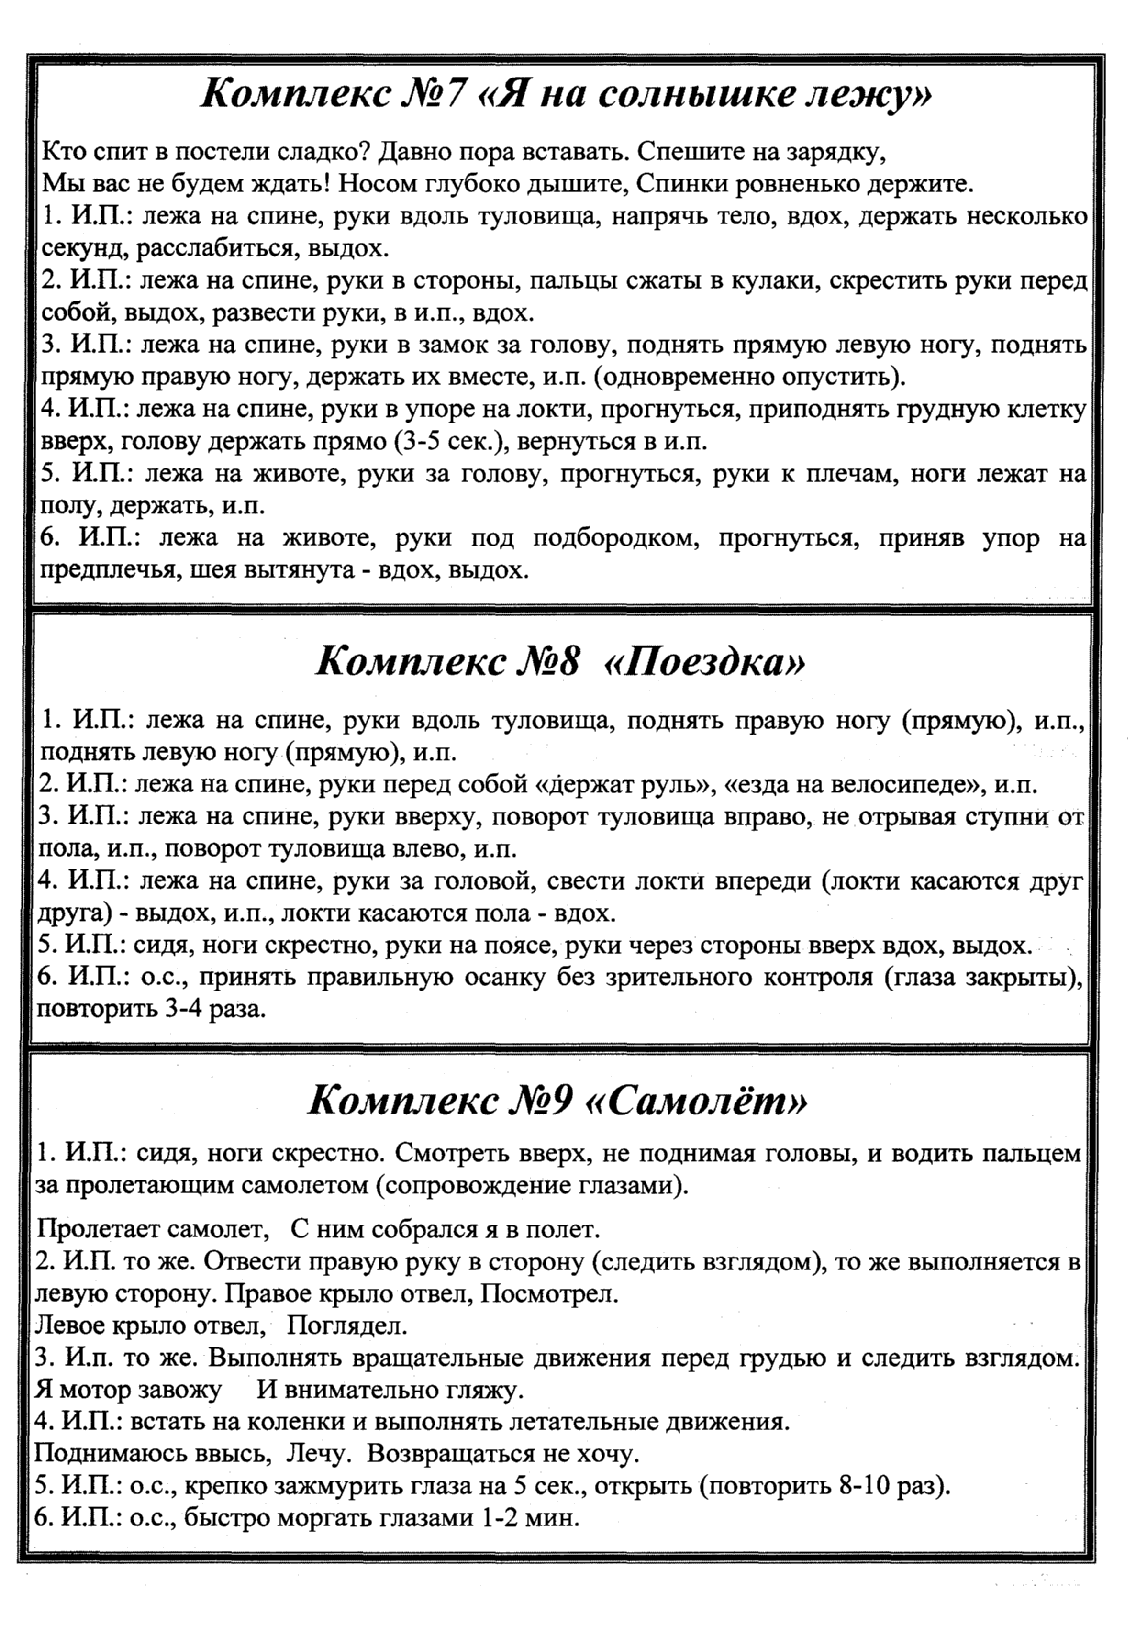 Комплекс №7 «Я на солнышке лежу»
Кто спит в постели сладко? Давно пора вставать. Спешите на зарядку,
Мы вас не будем ждать! Носом глубоко дышите, Спинки ровненько держите.
1. И.П.: лежа на спине, руки вдоль туловища, напрячь тело, вдох, держать несколько
секунд, расслабиться, выдох.
2. И.П.: лежа на спине, руки в стороны, пальцы сжаты в кулаки, скрестить руки перед
собой, выдох, развести руки, в и.п., вдох.
3. И.П.: лежа на спине, руки в замок за голову, поднять прямую левую ногу, поднять
прямую правую ногу, держать их вместе, и.п. (одновременно опустить).
4. И.П.: лежа на спине, руки в упоре на локти, прогнуться, приподнять грудную клетку
вверх, голову держать прямо (3-5 сек.), вернуться в и.п.
5. И.П.: лежа на животе, руки за голову, прогнуться, руки к плечам, ноги лежат на
полу, держать, и.п.
6. И.П.: лежа на животе, руки под подбородком, прогнуться, приняв упор на
предплечья, шея вытянута - вдох, выдох.
Комплекс №8 «Поездка»
1. И.П.: лежа на спине, руки вдоль туловища, поднять правую ногу (прямую), и.п.,
поднять левую ногу (прямую), и.п.
2. И.П.: лежа на спине, руки перед собой «держат руль», «езда на велосипеде», и.п.
3. И.П.: лежа на спине, руки вверху, поворот туловища вправо, не отрывая ступни от
пола, и.п., поворот туловища влево, и.п.
4. И.П.: лежа на спине, руки за головой, свести локти впереди (локти касаются друг
друга) - выдох, и.п., локти касаются пола - вдох.
5. И.П.: сидя, ноги скрестно, руки на поясе, руки через стороны вверх вдох, выдох.
6. И.П.: о.с., принять правильную осанку без зрительного контроля (глаза закрыты),
повторить 3-4 раза.
Комплекс №9 «Самолёт»
1. И.П.: сидя, ноги скрестно. Смотреть вверх, не поднимая головы, и водить пальцем
за пролетающим самолетом (сопровождение глазами).
Пролетает самолет, С ним собрался я в полет.
2. И.П. то же. Отвести правую руку в сторону (следить взглядом), то же выполняется в
левую сторону. Правое крыло отвел, Посмотрел.
Левое крыло отвел, Поглядел.
3. И.п. то же. Выполнять вращательные движения перед грудью и следить взглядом.
Я мотор завожу И внимательно гляжу.
4. И.П.: встать на коленки и выполнять летательные движения.
Поднимаюсь ввысь, Лечу. Возвращаться не хочу.
5. И.П.: о.с., крепко зажмурить глаза на 5 сек., открыть (повторить 8-10 раз).
6. И.П.: о.с., быстро моргать глазами 1-2 мин.